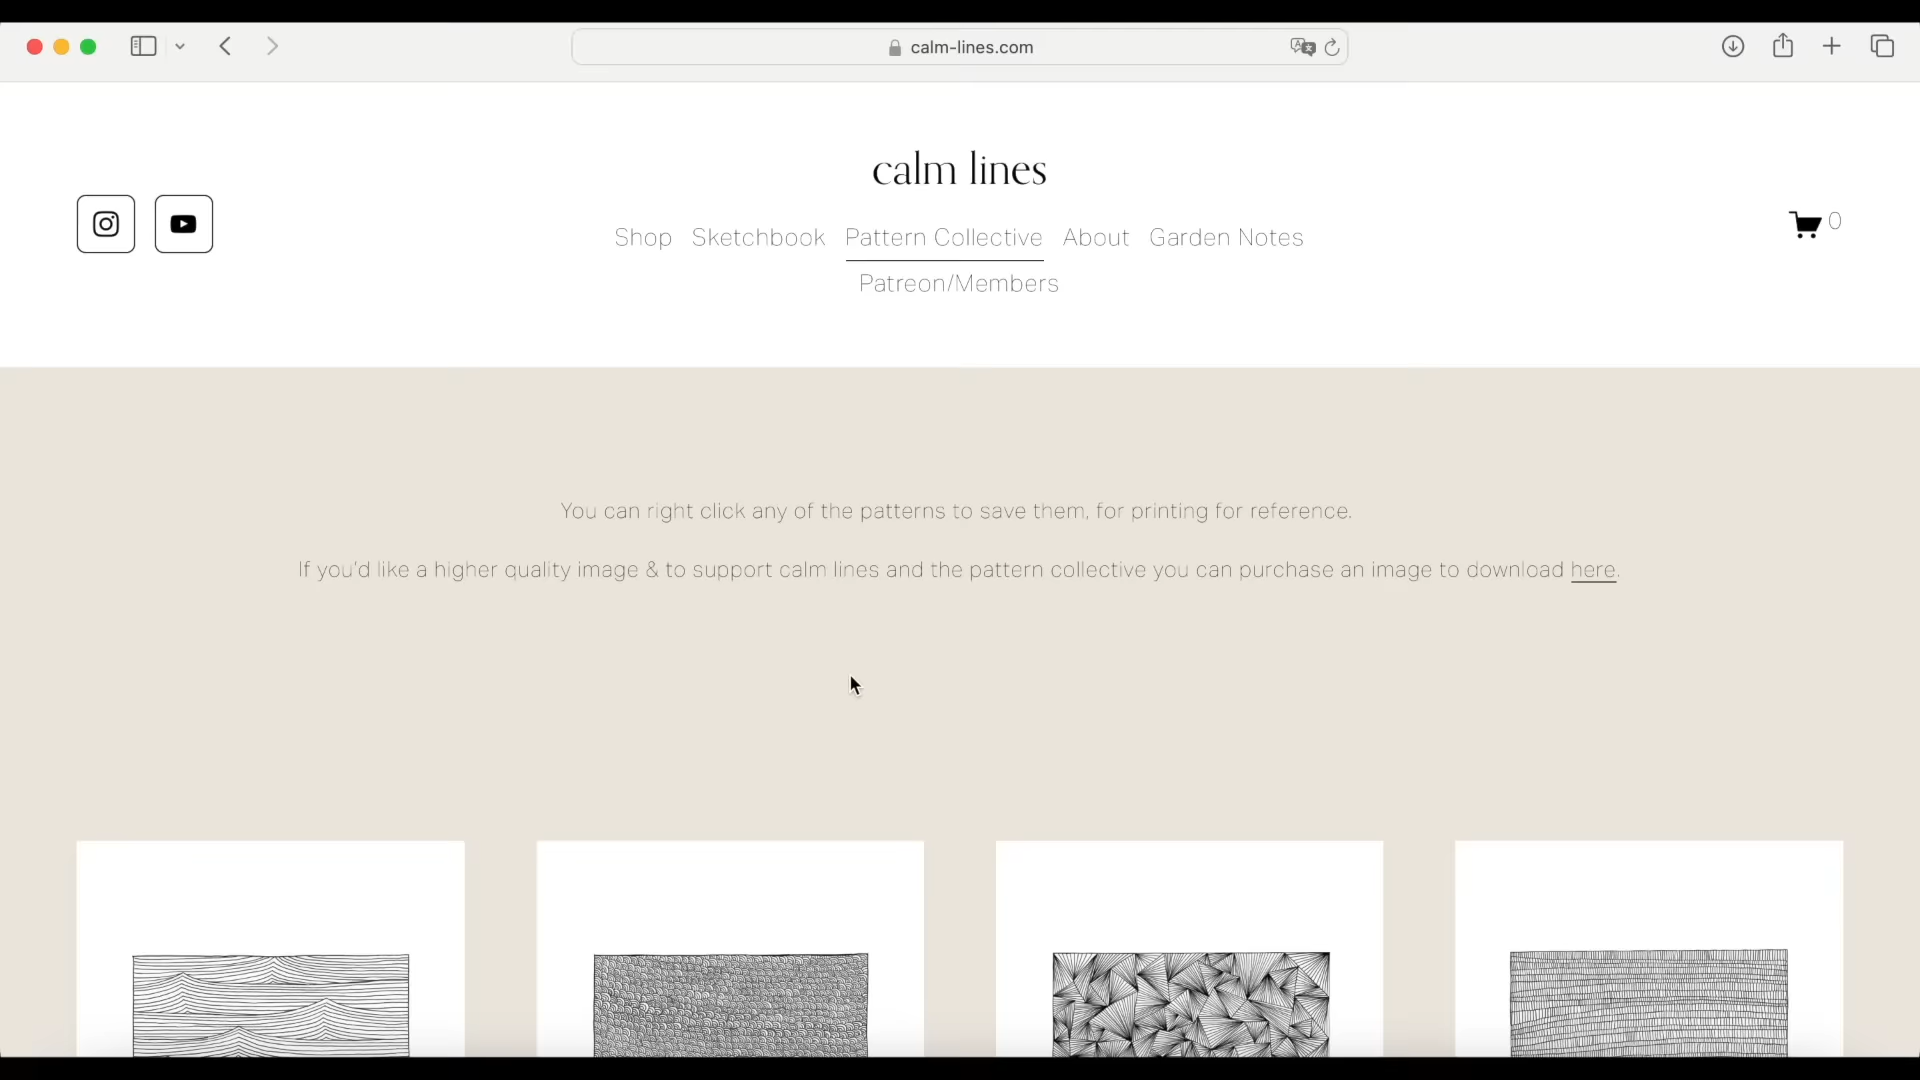 calm-lines.com
calm lines
Shop Sketchbook Pattern Collective About Garden Notes
Patreon/Members
0
You can right click any of the patterns to save them, for printing for reference.
If you'd like a higher quality image & to support calm lines and the pattern collective you can purchase an image to download here.